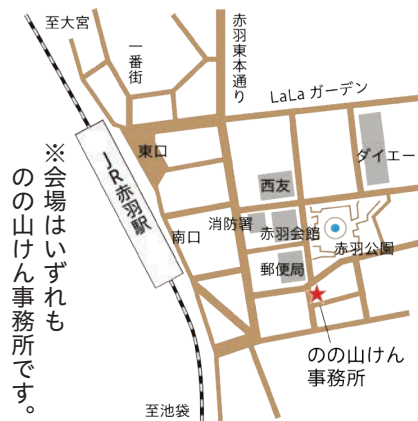 至大宮
一番街
赤羽東本通り
LaLa ガーデン
ダイエー
東口
JR赤羽駅
西友
消防署
赤羽会館
南口
赤羽公園
郵便局
のの山けん
事務所
至池袋
※会場はいずれも
のの山けん事務所です。